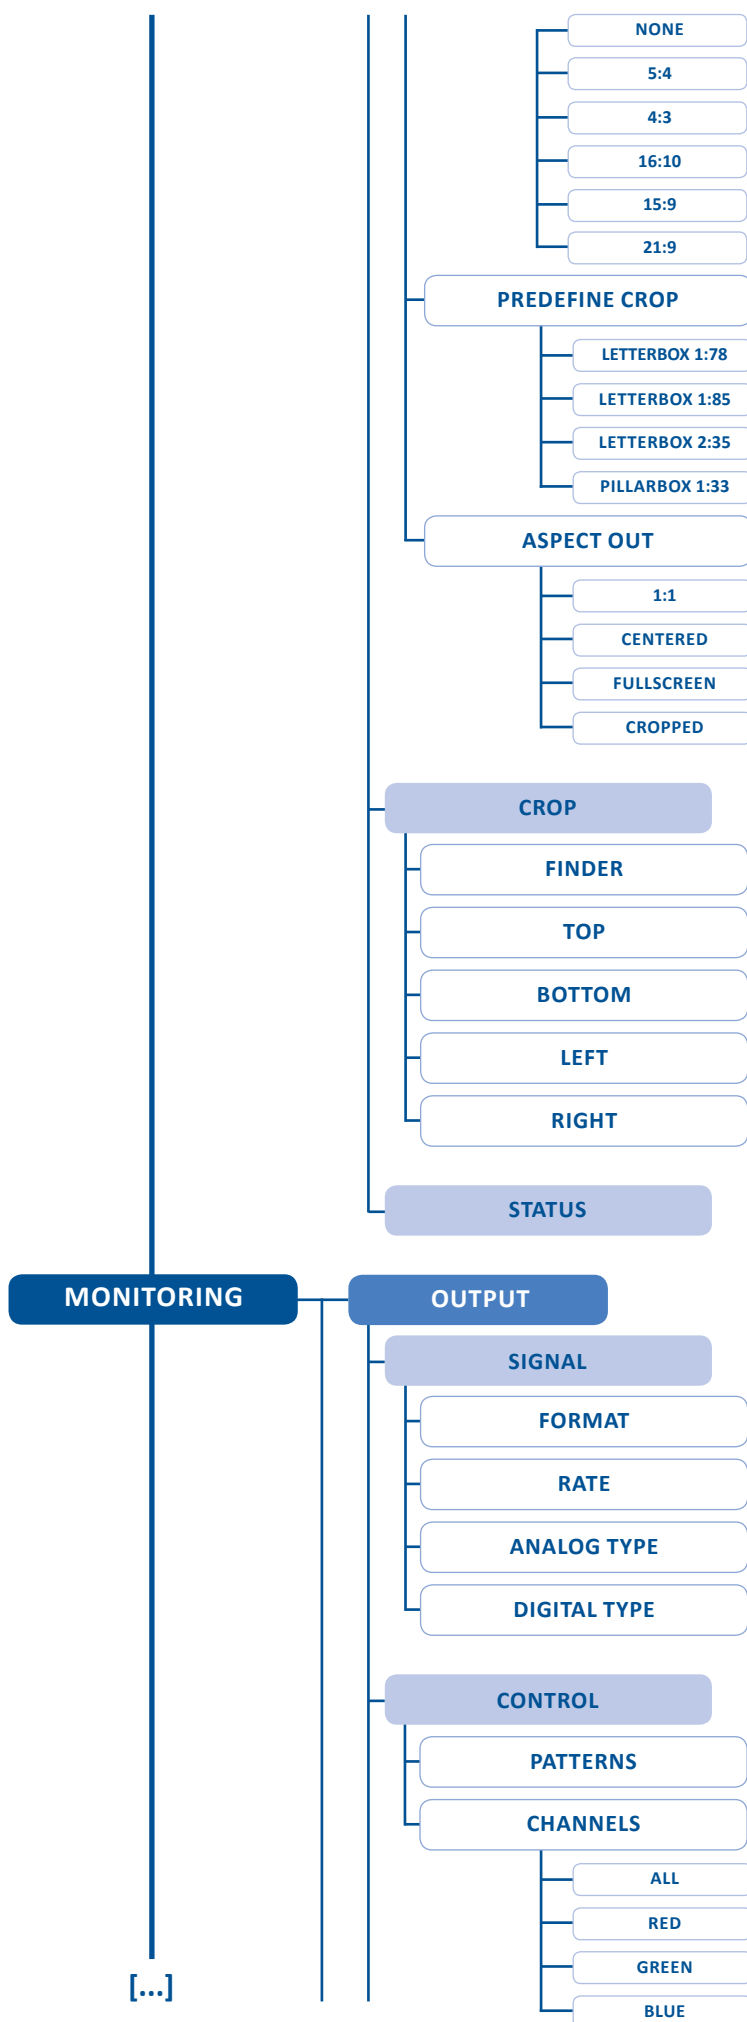 NONE
5:4
4:3
16:10
15:9
21:9
PREDEFINE CROP
LETTERBOX 1:78
LETTERBOX 1:85
LETTERBOX 2:35
PILLARBOX 1:33
ASPECT OUT
1:1
CENTERED
FULLSCREEN
CROPPED
CROP
FINDER
TOP
BOTTOM
LEFT
RIGHT
STATUS
MONITORING
OUTPUT
SIGNAL
FORMAT
RATE
ANALOG TYPE
DIGITAL TYPE
CONTROL
PATTERNS
CHANNELS
ALL
RED
GREEN
[...]
BLUE